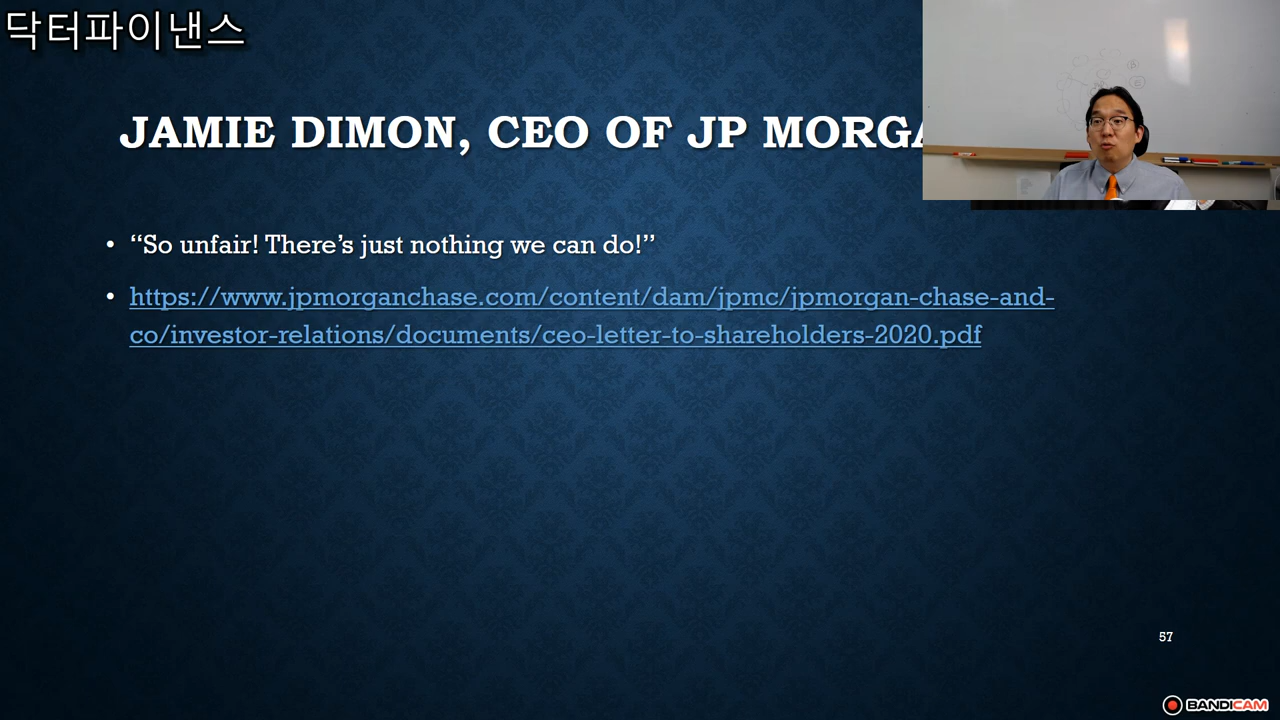 닥터파이낸스
JAMIE DIMON, CEO OF JP MORGA
• “So unfair! There’s just nothing we can do!”
• https://www.jpmorganchase.com/content/dam/jpmc/jpmorgan-chase-and-
co/investor-relations/documents/ceo-letter-to-shareholders-2020.pdf
57
BANDICAM